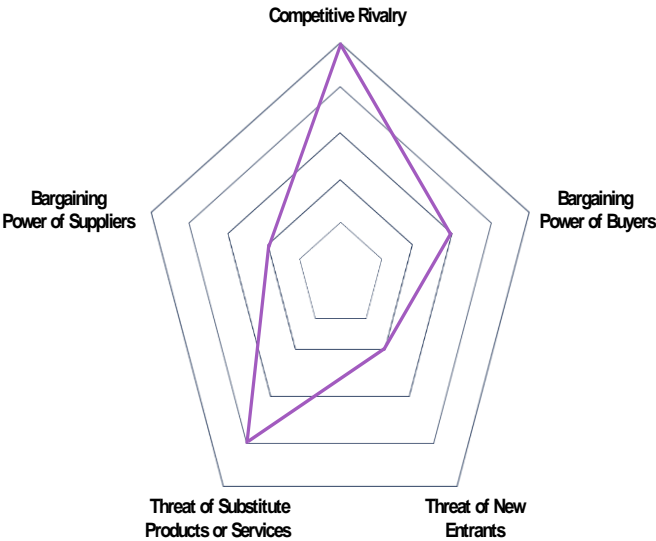 Competitive Rivalry
Bargaining
Power of Suppliers
Bargaining
Power of Buyers
Threat of Substitute
Products or Services
Threat of New
Entrants